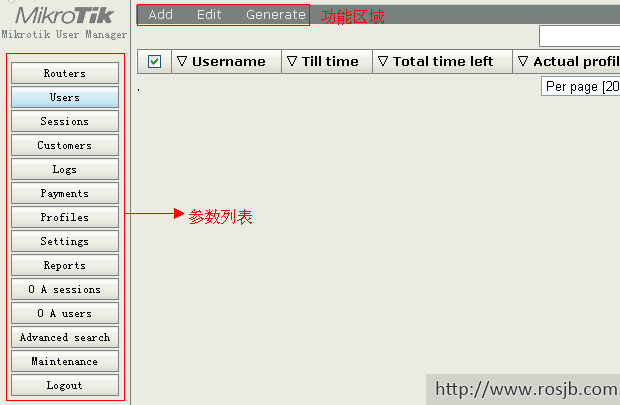 MikroTik
Mikrotik User Manager
Add Edit Generate 功能区域
▽ Username ▽ Till time ▽ Total time left ▽ Actual profil
Per page [20
Routers
Users
Sessions
Customers
Logs
Payments
Profiles
参数列表
Settings
Reports
O A sessions
O A users
Advanced search
Maintenance
Logout
http://www.rosjb.com